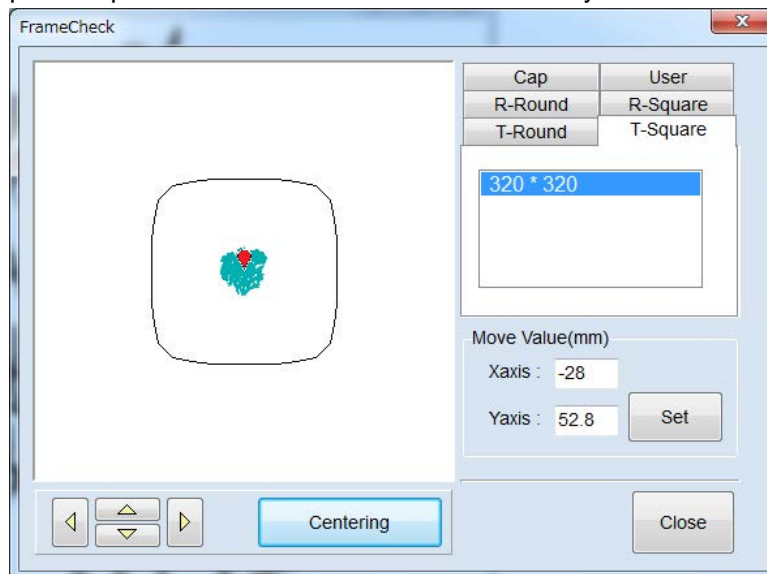 FrameCheck
x
Cap User
R-Round R-Square
T-Round T-Square
320 * 320
Move Value(mm)
Xaxis : -28
Yaxis : 52.8 Set
Centering
Close